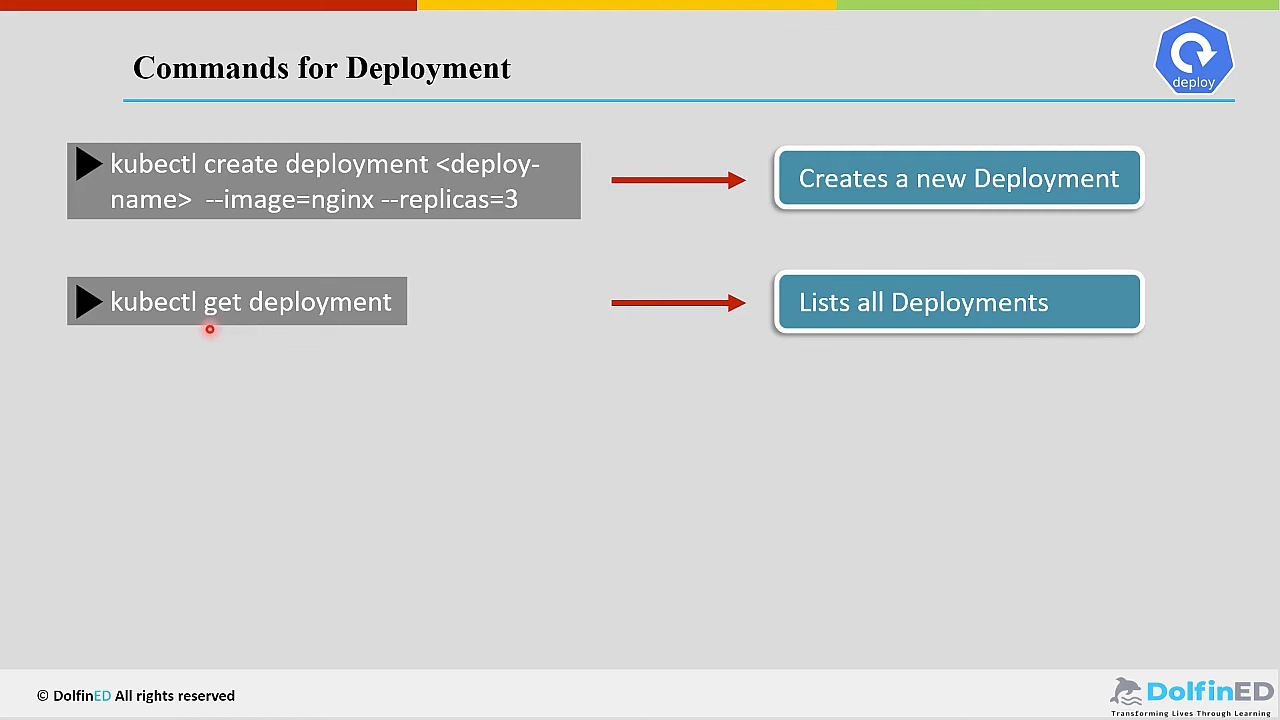 Commands for Deployment
deploy
kubectl create deployment <deploy-
name>  --image=nginx --replicas=3
Creates a new Deployment
kubectl get deployment
Lists all Deployments
© DolfinED All rights reserved
DolfinED
Transforming Lives Through Learning